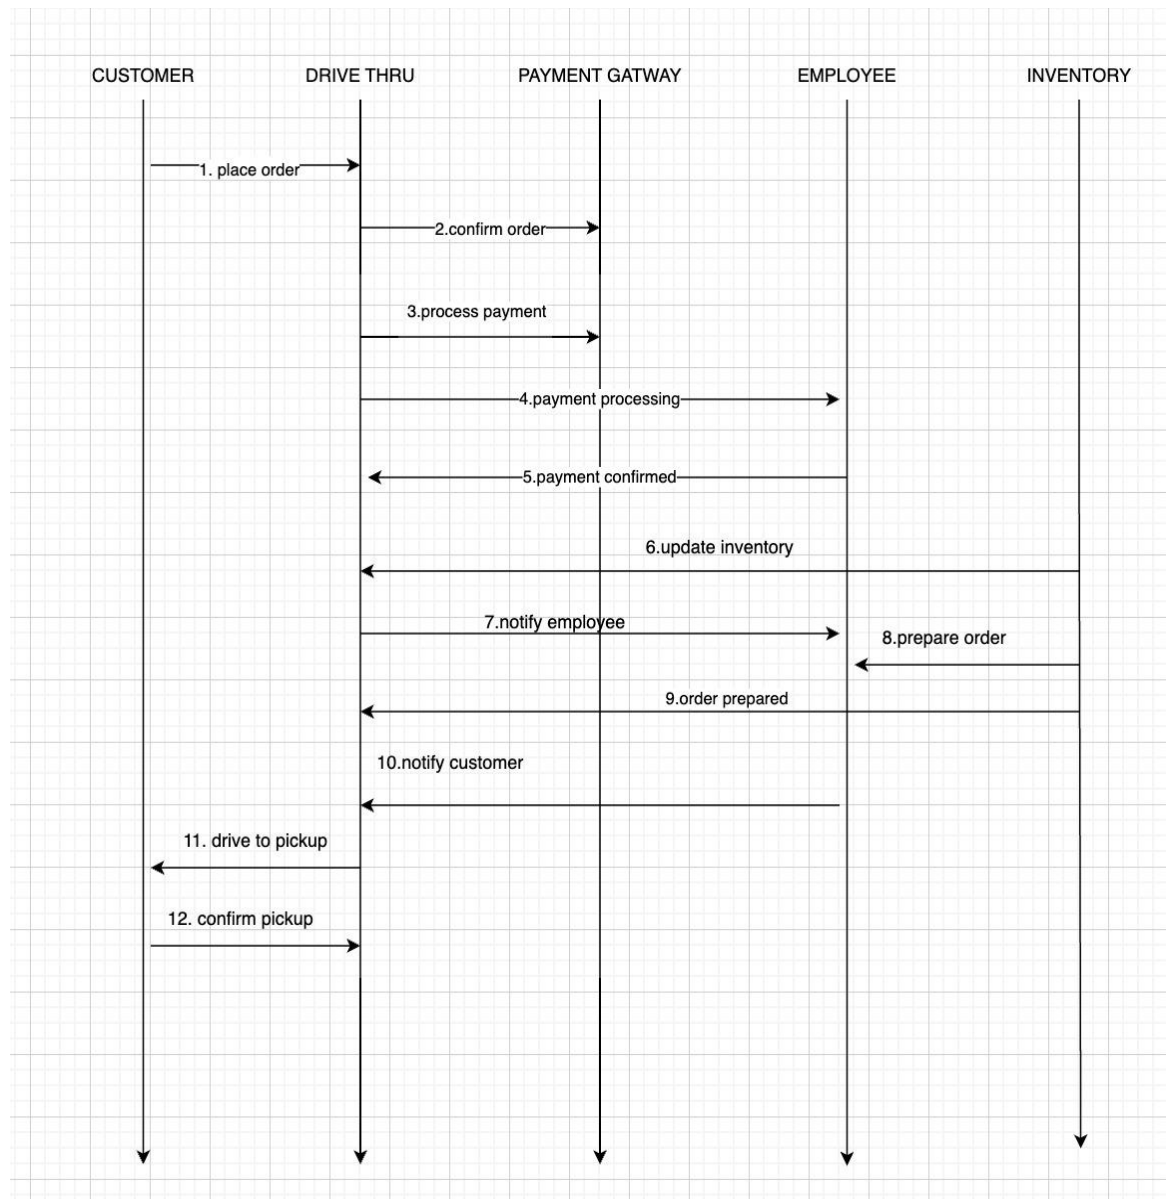 CUSTOMER DRIVE THRU PAYMENT GATWAY EMPLOYEE INVENTORY
1. place order
2.confirm order
3.process payment
4.payment processing
5.payment confirmed
6.update inventory
7.notify employee
8.prepare order
9.order prepared
10.notify customer
11. drive to pickup
12. confirm pickup